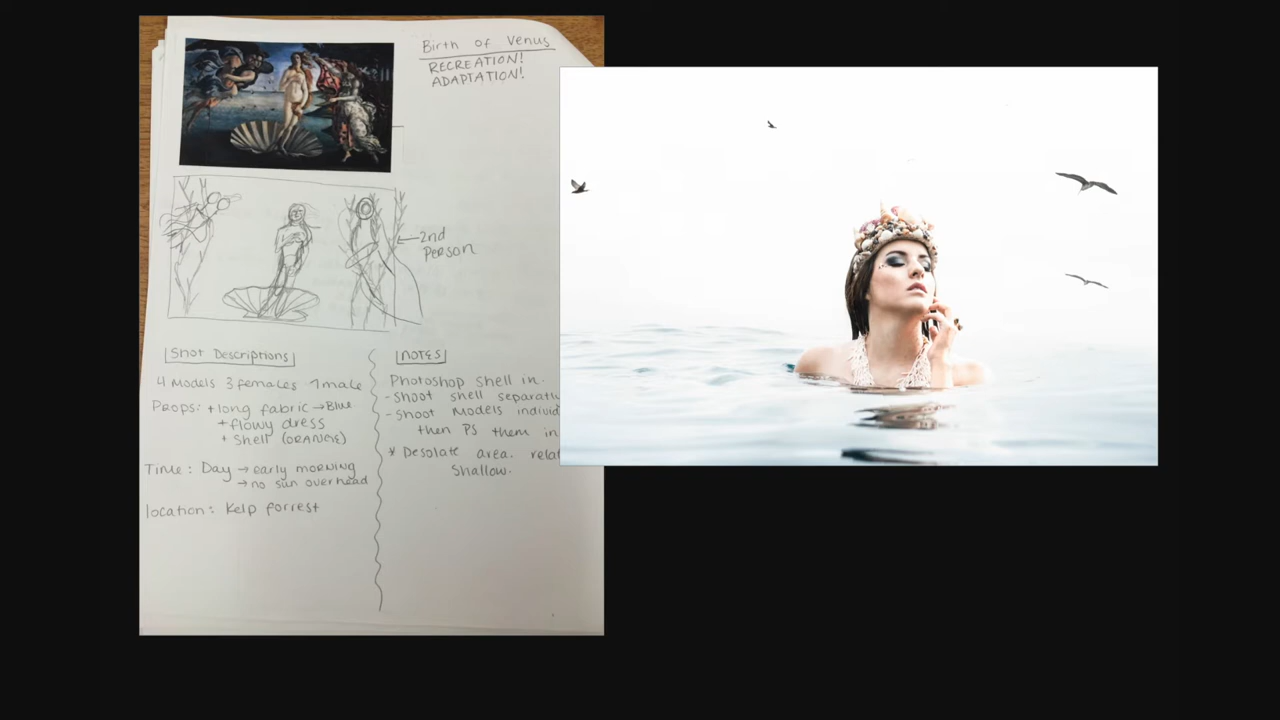 Birth of Venus
RECREATION!
ADAPTATION!
2nd
Person
Shot Descriptions
4 Models 3 females 1 male
Props: + long fabric → Blue
+ flowy dress
+ Shell (ORANGE)
Time: Day → early morning
→ no sun overhead
location: Kelp forrest
NOTES
Photoshop shell in.
- Shoot shell
- Shoot Models
then PS them in
* Desolate area.
shallow.